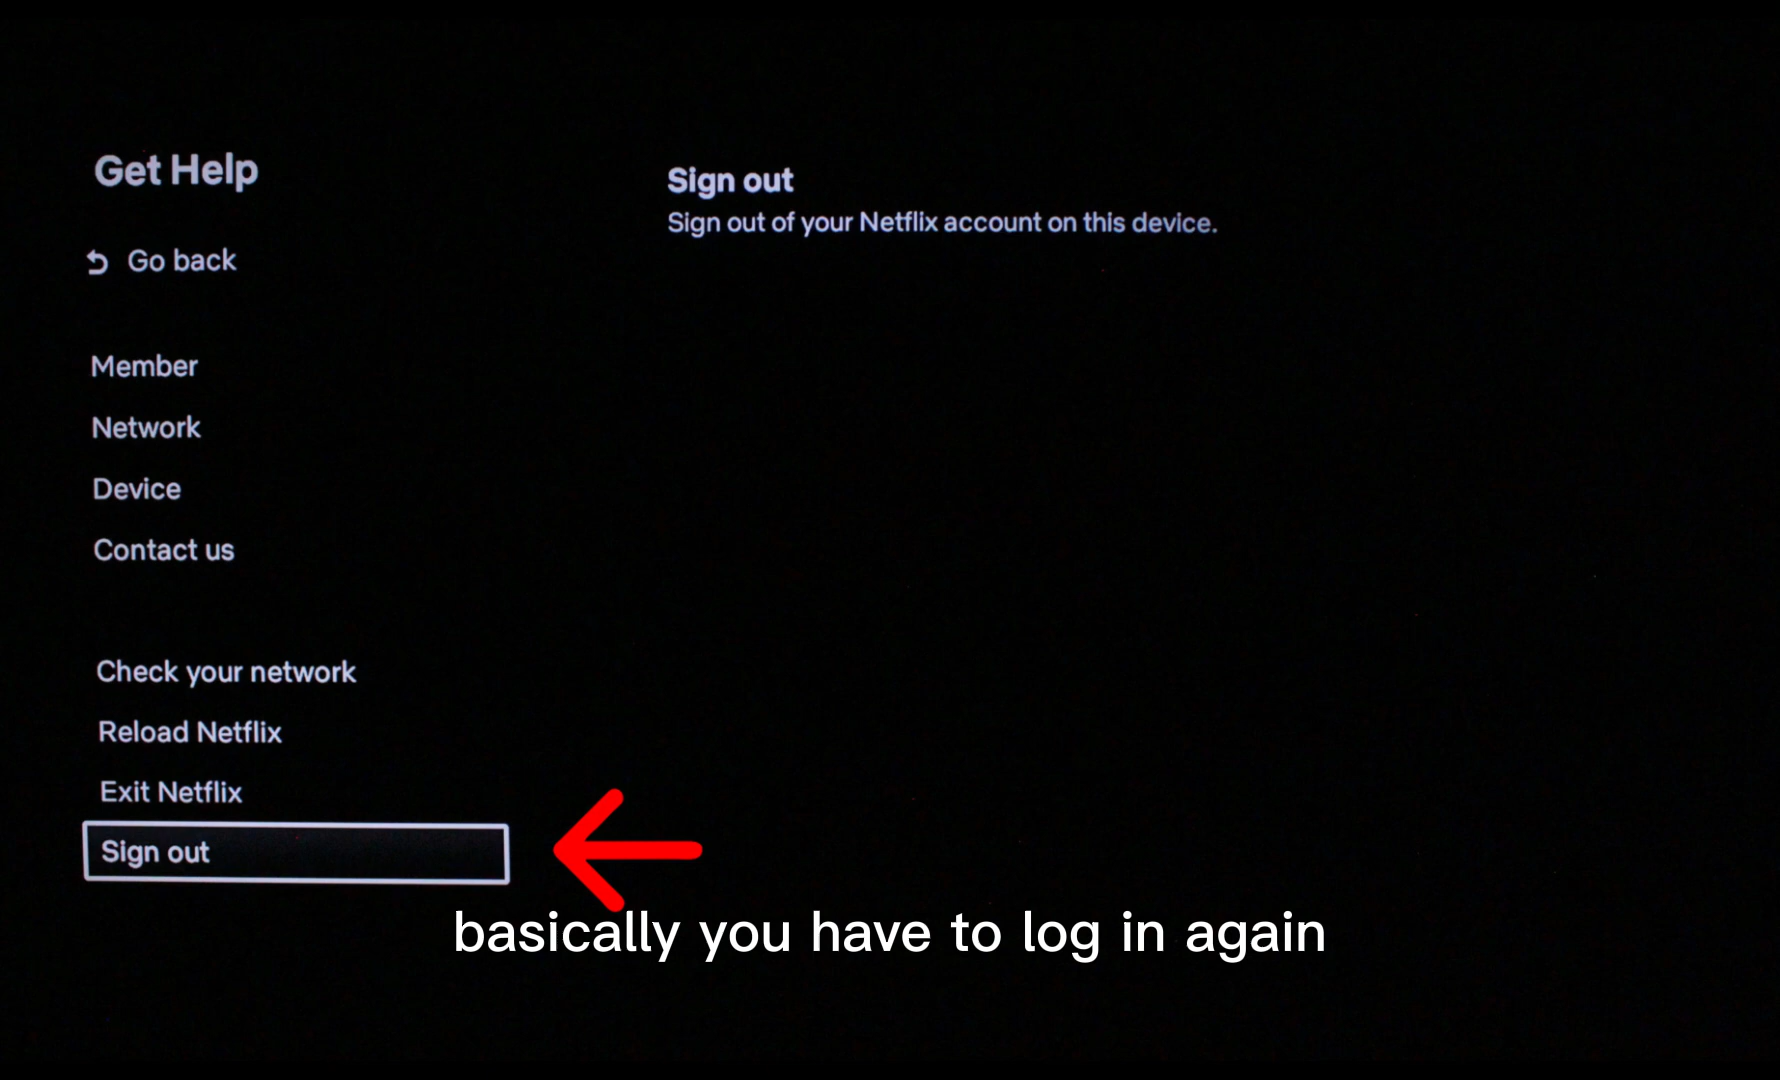 Get Help
Go back
Member
Network
Device
Contact us
Check your network
Reload Netflix
Exit Netflix
Sign out
Sign out
Sign out of your Netflix account on this device.
basically you have to log in again